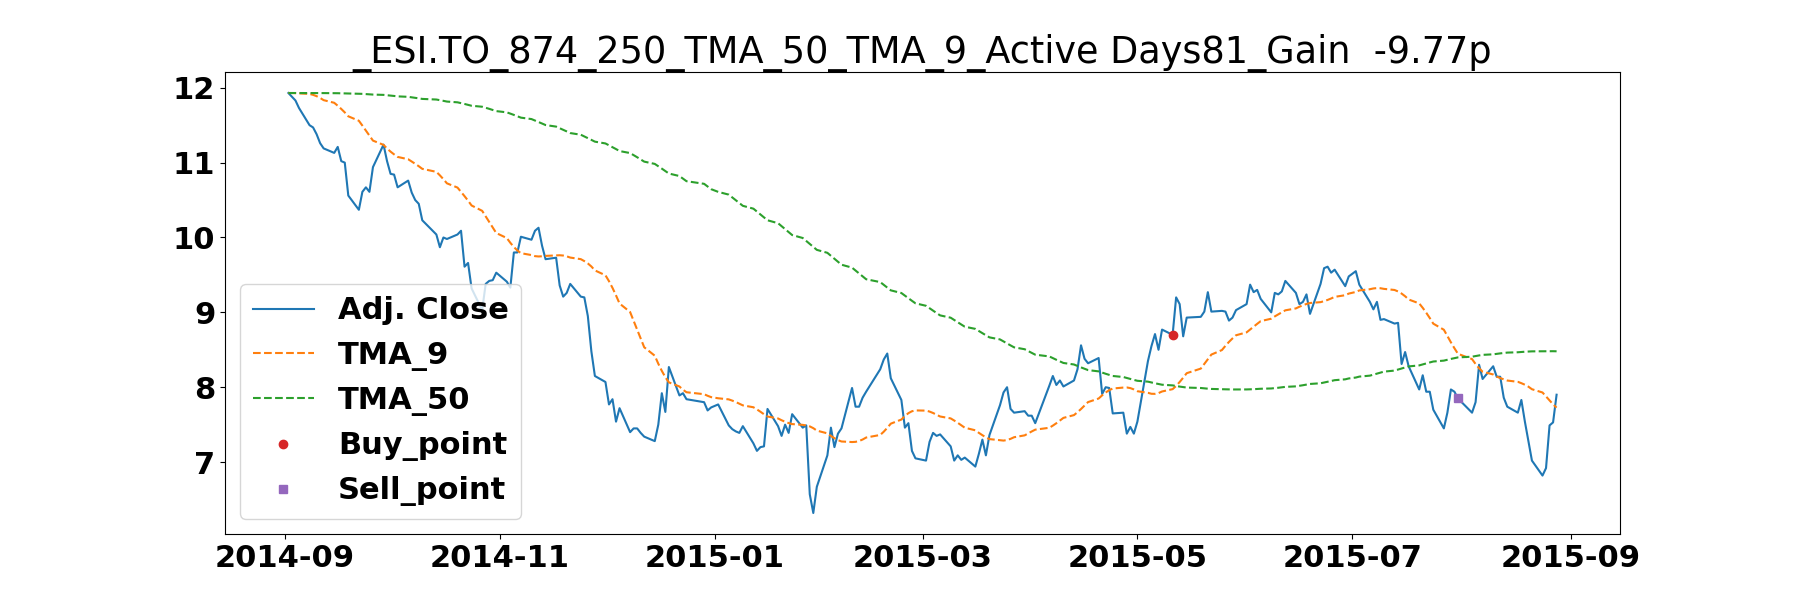 _ESI.TO_874_250_TMA_50_TMA_9_Active Days81_Gain  -9.77p
12
11
10
9
8
7
Adj. Close
TMA_9
TMA_50
Buy_point
Sell_point
2014-09 2014-11 2015-01 2015-03 2015-05 2015-07 2015-09